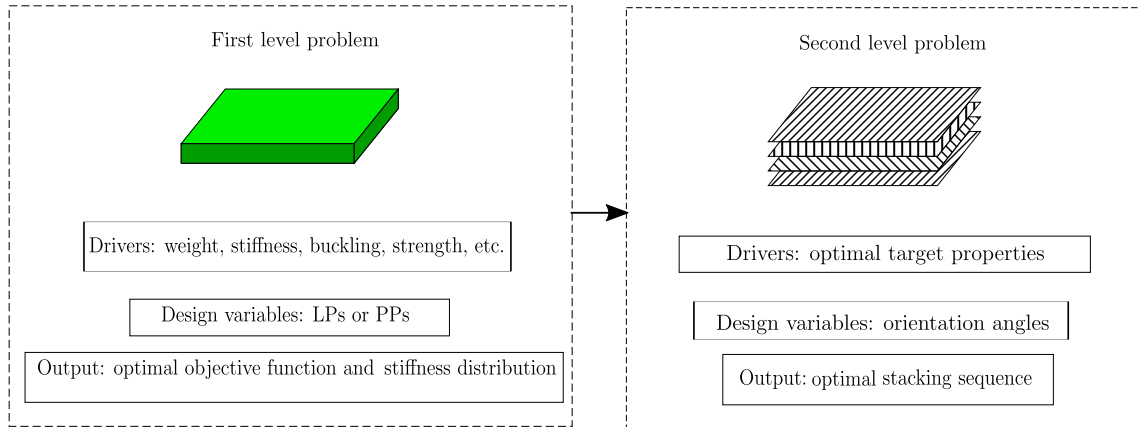 First level problem
Drivers: weight, stiffness, buckling, strength, etc.
Design variables: LPs or PPs
Output: optimal objective function and stiffness distribution
Second level problem
Drivers: optimal target properties
Design variables: orientation angles
Output: optimal stacking sequence